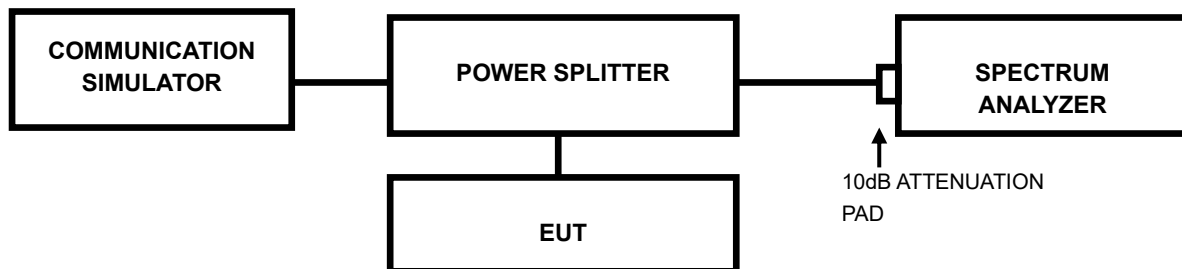 COMMUNICATION
SIMULATOR
POWER SPLITTER
SPECTRUM
ANALYZER
10dB ATTENUATION
PAD
EUT